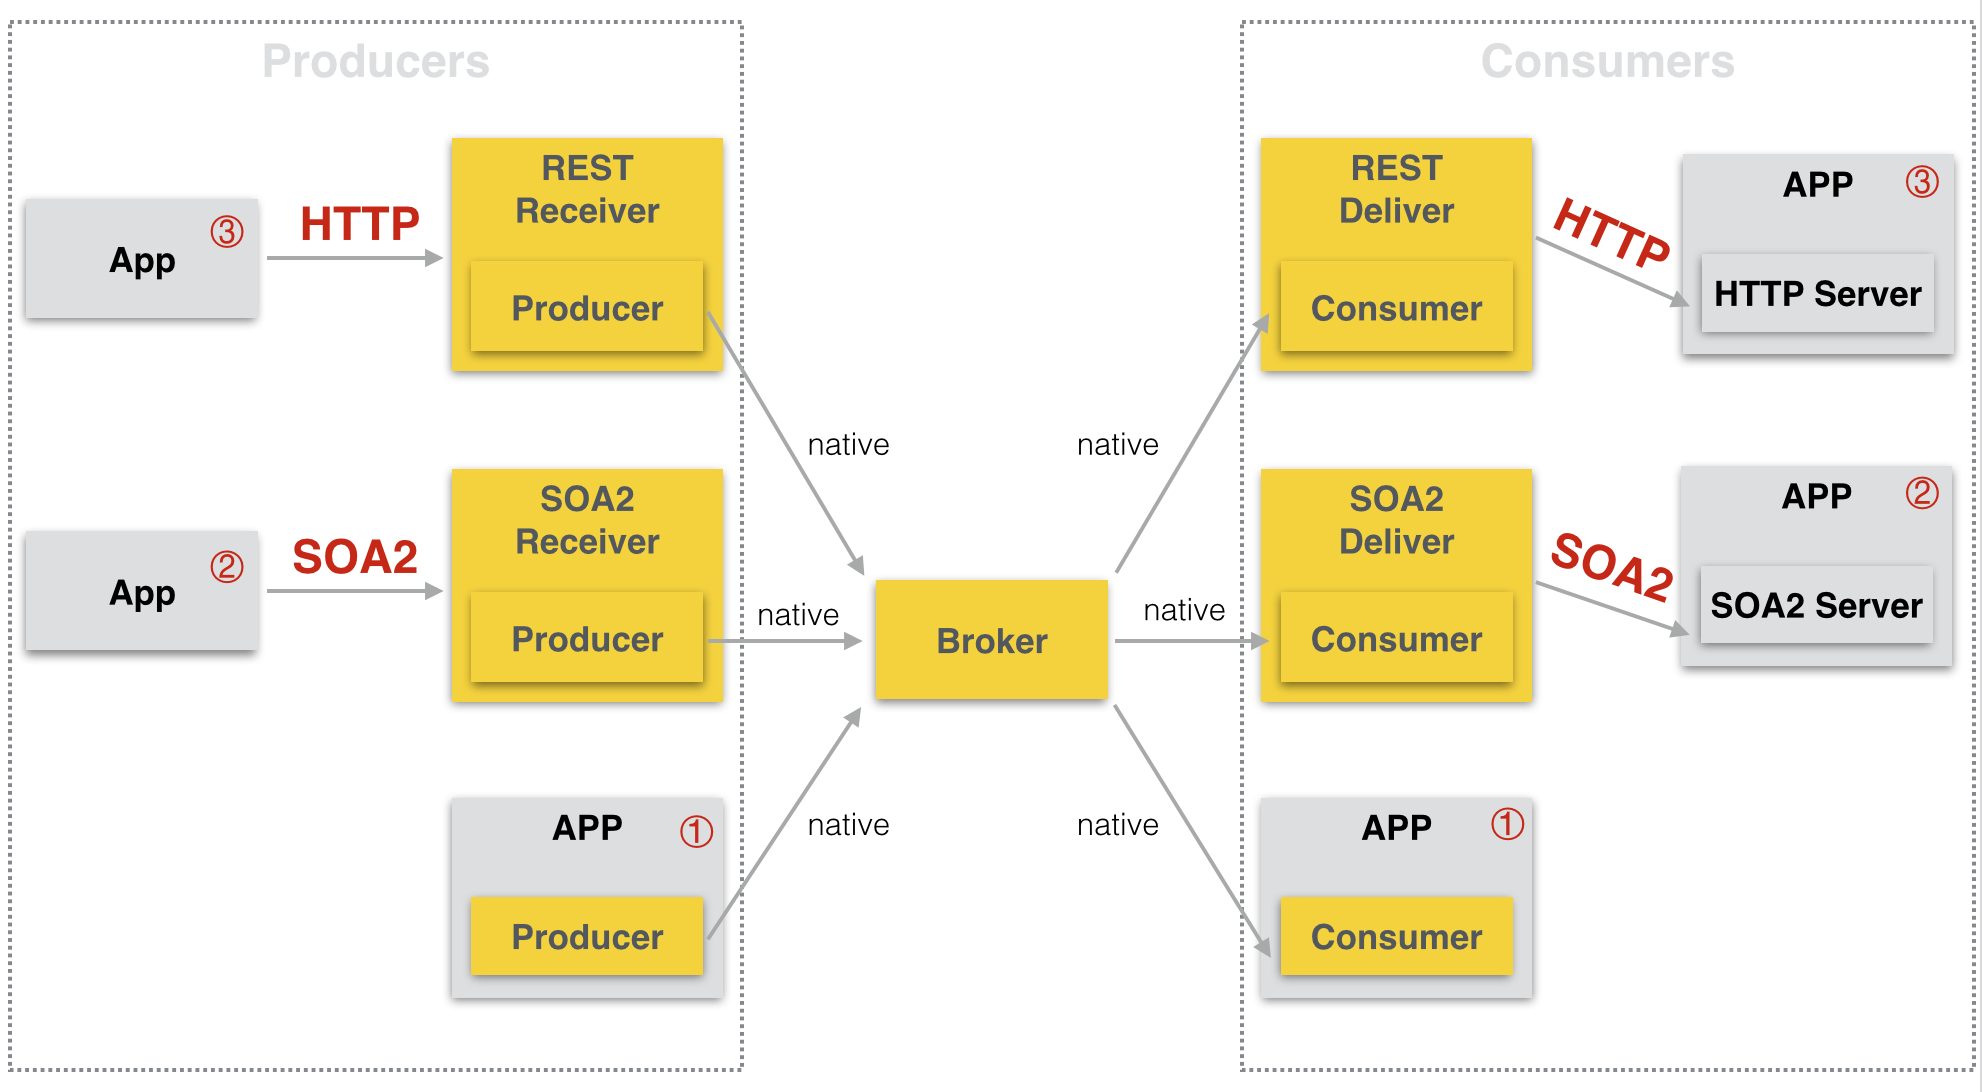 Producers
③
App
HTTP
REST
Receiver
Producer
②
App
SOA2
SOA2
Receiver
Producer
APP
①
Producer
native
native
native
Broker
native
native
native
Consumers
REST
Deliver
Consumer
HTTP
APP
③
HTTP Server
SOA2
Deliver
Consumer
SOA2
APP
②
SOA2 Server
APP
①
Consumer